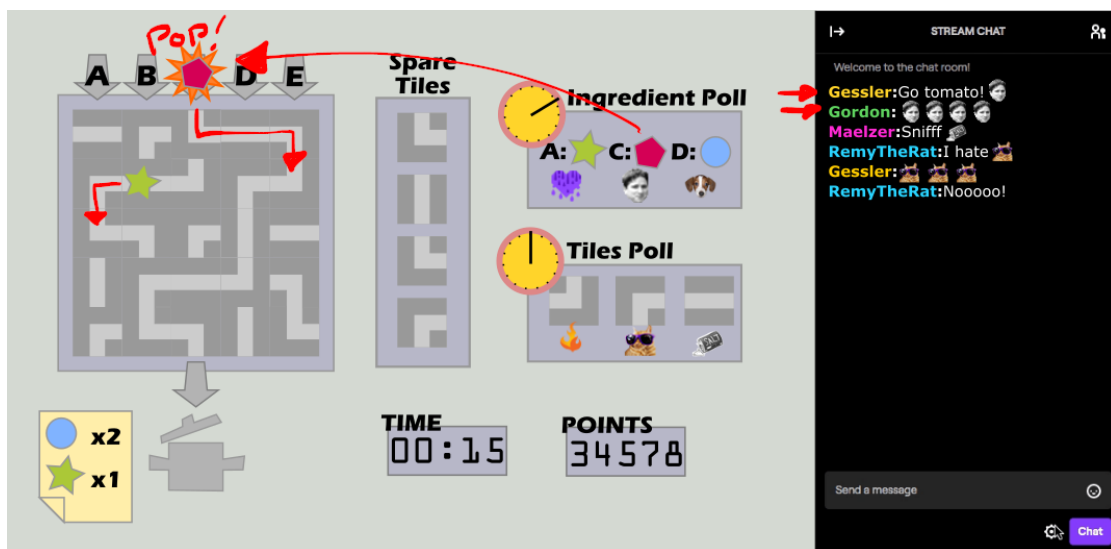 POP!
A B D E
Spare
Tiles
Ingredient Poll
A: C: D:
Tiles Poll
x2
x1
TIME
00:15
POINTS
34578
STREAM CHAT
Welcome to the chat room!
Gessler:Go tomato!
Gordon:
Maelzer:Snifff
RemyTheRat:I hate
Gessler:
RemyTheRat:Nooooo!
Send a message
Chat